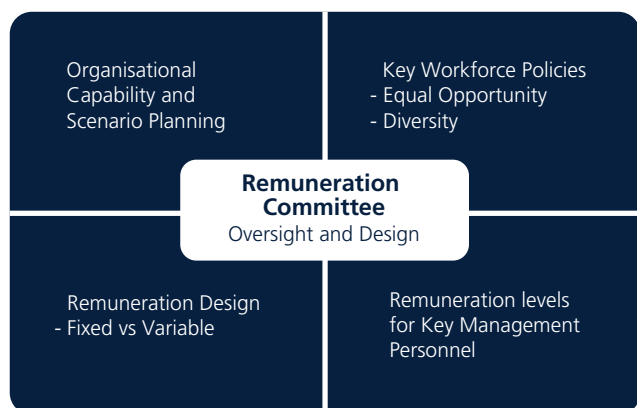 Organisational
Capability and
Scenario Planning
Key Workforce Policies
- Equal Opportunity
- Diversity
Remuneration
Committee
Oversight and Design
Remuneration Design
- Fixed vs Variable
Remuneration levels
for Key Management
Personnel